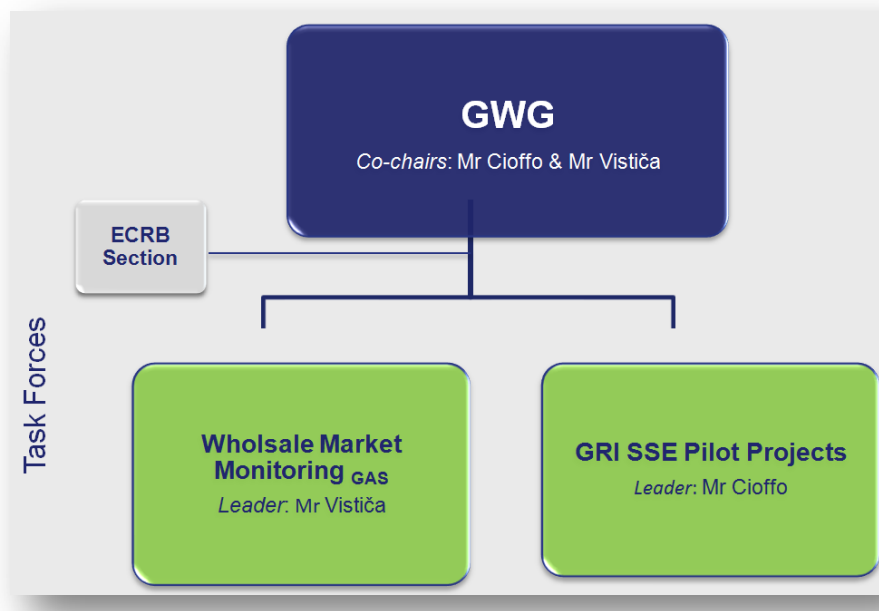 GWG
Co-chairs: Mr Cioffo & Mr Vističa
ECRB
Section
Task Forces
Wholsale Market
Monitoring GAS
Leader: Mr Vističa
GRI SSE Pilot Projects
Leader: Mr Cioffo